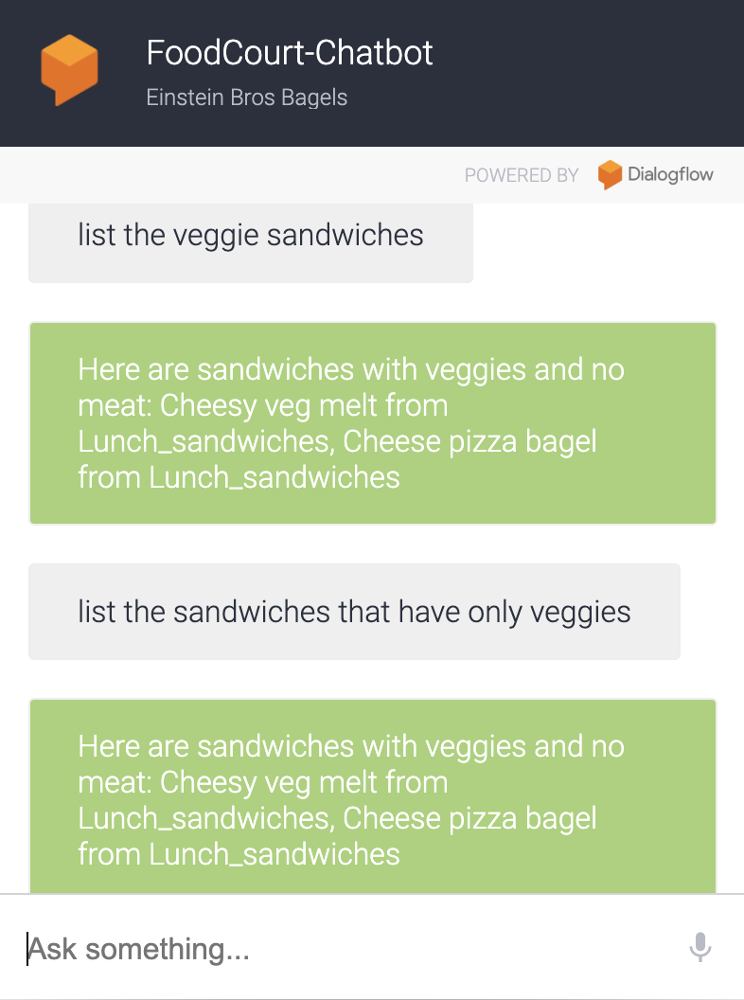 FoodCourt-Chatbot
Einstein Bros Bagels
POWERED BY Dialogflow
list the veggie sandwiches
Here are sandwiches with veggies and no
meat: Cheesy veg melt from
Lunch_sandwiches, Cheese pizza bagel
from Lunch_sandwiches
list the sandwiches that have only veggies
Here are sandwiches with veggies and no
meat: Cheesy veg melt from
Lunch_sandwiches, Cheese pizza bagel
from Lunch_sandwiches
Ask something...